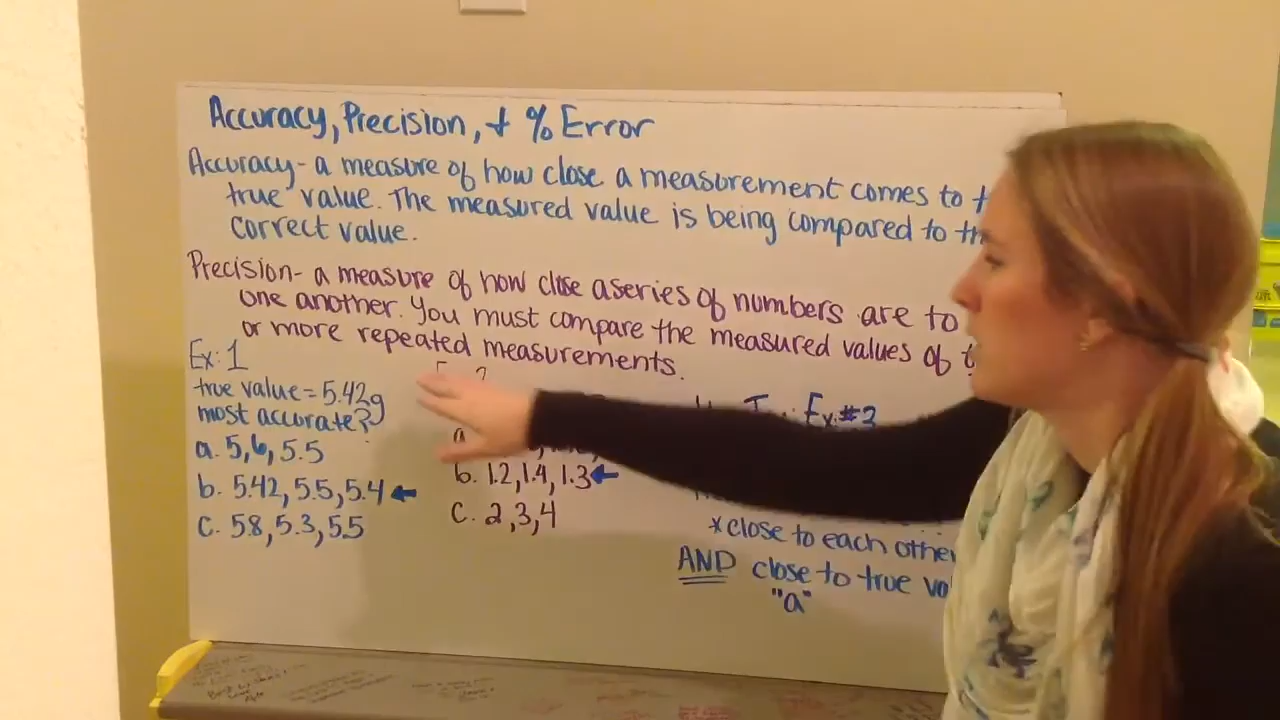 Accuracy, Precision, + % Error
Accuracy - a measure of how close a measurement comes to
true value. The measured value is being compared to
correct value.
Precision - a measure of how close a series of numbers are to
one another. You must compare the measured values of
or more repeated measurements.
Ex: 1
true value = 5.42g
most accurate?
a. 5, 6, 5.5
b. 5.42, 5.5, 5.4 ←
c. 5.8, 5.3, 5.5
2
a
b. 1.2, 1.4, 1.3 ←
c. 2, 3, 4
Ex: #3
*close to each other
AND close to true
"a"